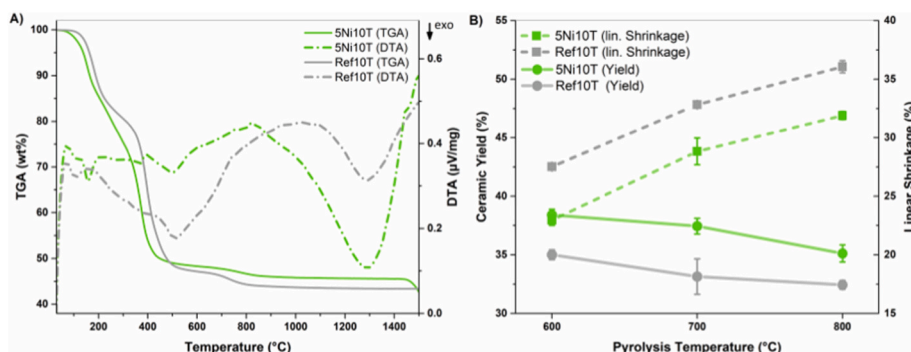 A)
exo
5Ni10T (TGA)
5Ni10T (DTA)
Ref10T (TGA)
Ref10T (DTA)
TGA (wt%)
100
90
80
70
60
50
40
DTA (µV/mg)
0.6
0.4
0.2
0.0
200 400 600 800 1000 1200 1400
Temperature (°C)
B)
5Ni10T (lin. Shrinkage)
Ref10T (lin. Shrinkage)
5Ni10T (Yield)
Ref10T (Yield)
Ceramic Yield (%)
55
50
45
40
35
30
Linear Shrinkage (%)
40
35
30
25
20
15
600 700 800
Pyrolysis Temperature (°C)